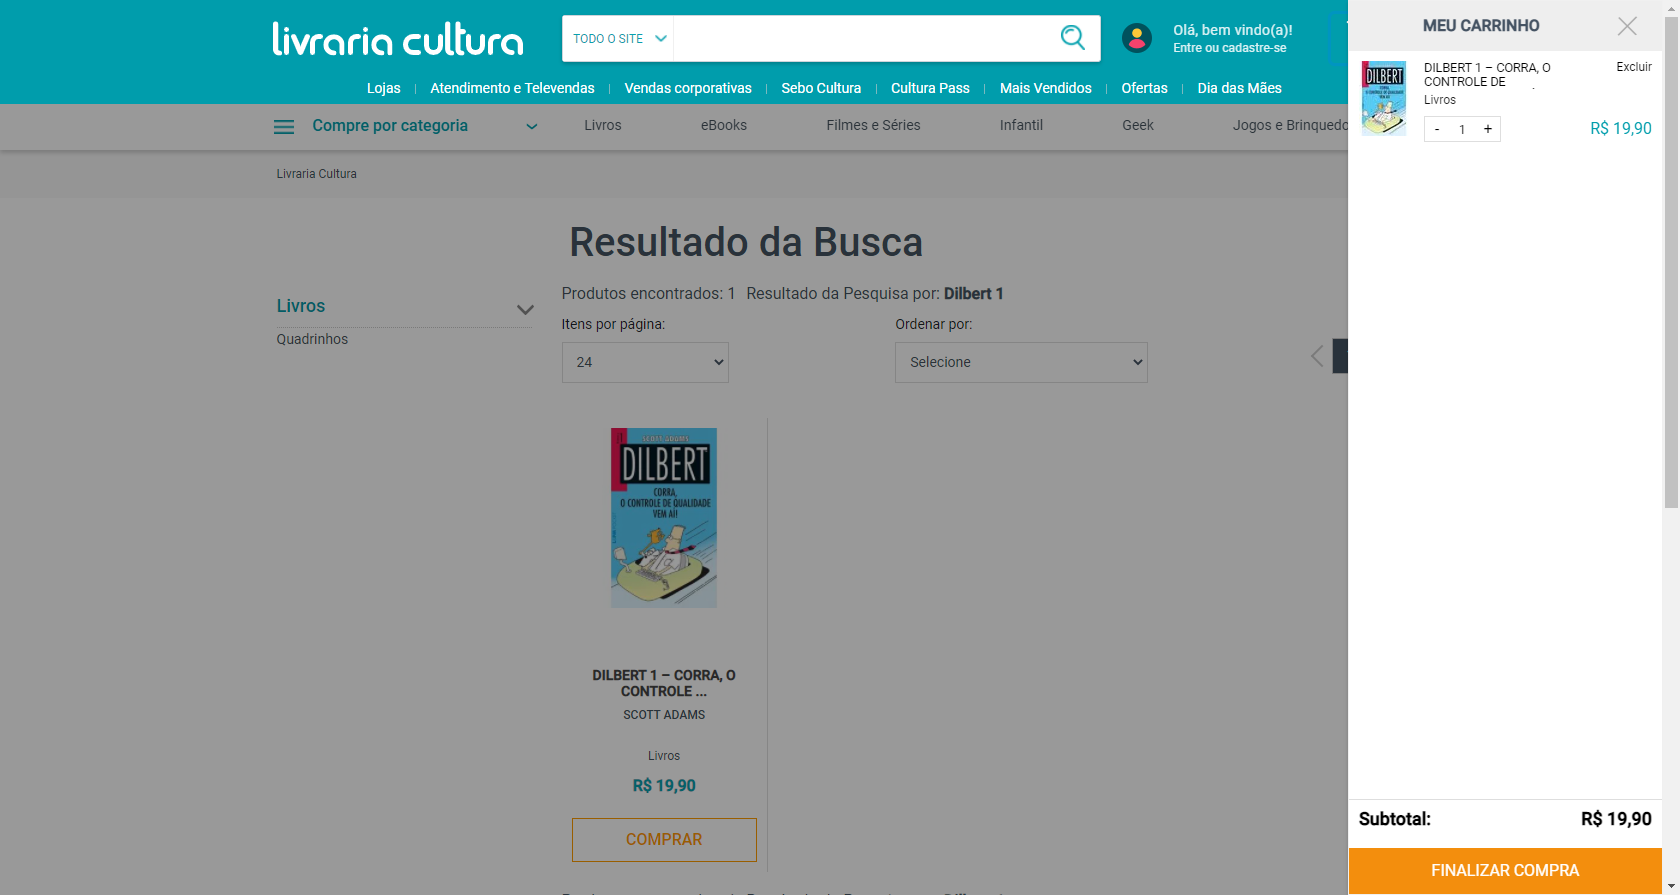 livraria cultura
TODO O SITE
Olá, bem vindo(a)!
Entre ou cadastre-se
Lojas
Atendimento e Televendas
Vendas corporativas
Sebo Cultura
Cultura Pass
Mais Vendidos
Ofertas
Dia das Mães
Compre por categoria
Livros
eBooks
Filmes e Séries
Infantil
Geek
Jogos e Brinquedo
Livraria Cultura
Resultado da Busca
Produtos encontrados: 1 Resultado da Pesquisa por: Dilbert 1
Livros
Quadrinhos
Itens por página:
24
Ordenar por:
Selecione
SCOTT ADAMS
DILBERT
CORRA,
O CONTROLE DE QUALIDADE
VEM AÍ!
DILBERT 1 – CORRA, O
CONTROLE ...
SCOTT ADAMS
Livros
R$ 19,90
COMPRAR
MEU CARRINHO
DILBERT
DILBERT 1 – CORRA, O
CONTROLE DE
Excluir
Livros
- 1 +
R$ 19,90
Subtotal:
R$ 19,90
FINALIZAR COMPRA